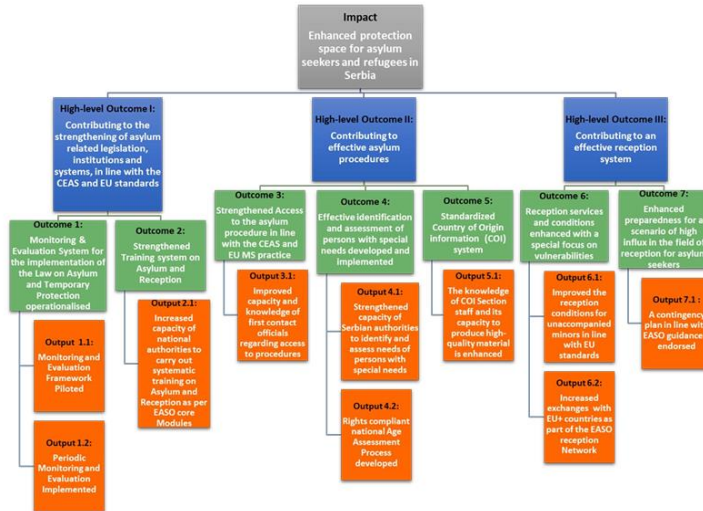 Impact
Enhanced protection
space for asylum
seekers and refugees in
Serbia
High-level Outcome I:
Contributing to the
strengthening of asylum
related legislation,
institutions and
systems, in line with the
CEAS and EU standards
High-level Outcome II:
Contributing to
effective asylum
procedures
High-level Outcome III:
Contributing to an
effective reception
system
Outcome 1:
Monitoring &
Evaluation System for
the implementation of
the Law on Asylum and
Temporary Protection
operationalised
Outcome 2:
Strengthened
Training system on
Asylum and
Reception
Outcome 3:
Strengthened Access
to the asylum
procedure in line
with the CEAS and
EU MS practice
Outcome 4:
Effective identification
and assessment of
persons with special
needs developed and
implemented
Outcome 5:
Standardized
Country of Origin
information (COI)
system
Outcome 6:
Reception services
and conditions
enhanced with a
special focus on
vulnerabilities
Outcome 7:
Enhanced
preparedness for a
scenario of high
influx in the field of
reception for asylum
seekers
Output 1.1:
Monitoring and
Evaluation
Framework
Piloted
Output 1.2:
Periodic
Monitoring and
Evaluation
Implemented
Output 2.1:
Increased
capacity of
national
authorities to
carry out
systematic
training on
Asylum and
Reception as per
EASO core
Modules
Output 3.1:
Improved
capacity and
knowledge of
first contact
officials
regarding access
to procedures
Output 4.1:
Strengthened
capacity of
Serbian
authorities to
identify and
assess needs of
persons with
special needs
Output 4.2:
Rights compliant
national Age
Assessment
Process
developed
Output 5.1:
The knowledge
of COI Section
staff and its
capacity to
produce high-
quality material
is enhanced
Output 6.1:
Improved the
reception
conditions for
unaccompanied
minors in line
with EU
standards
Output 6.2:
Increased
exchanges with
EU+ countries as
part of the EASO
reception
Network
Output 7.1:
A contingency
plan in line with
EASO guidance
endorsed